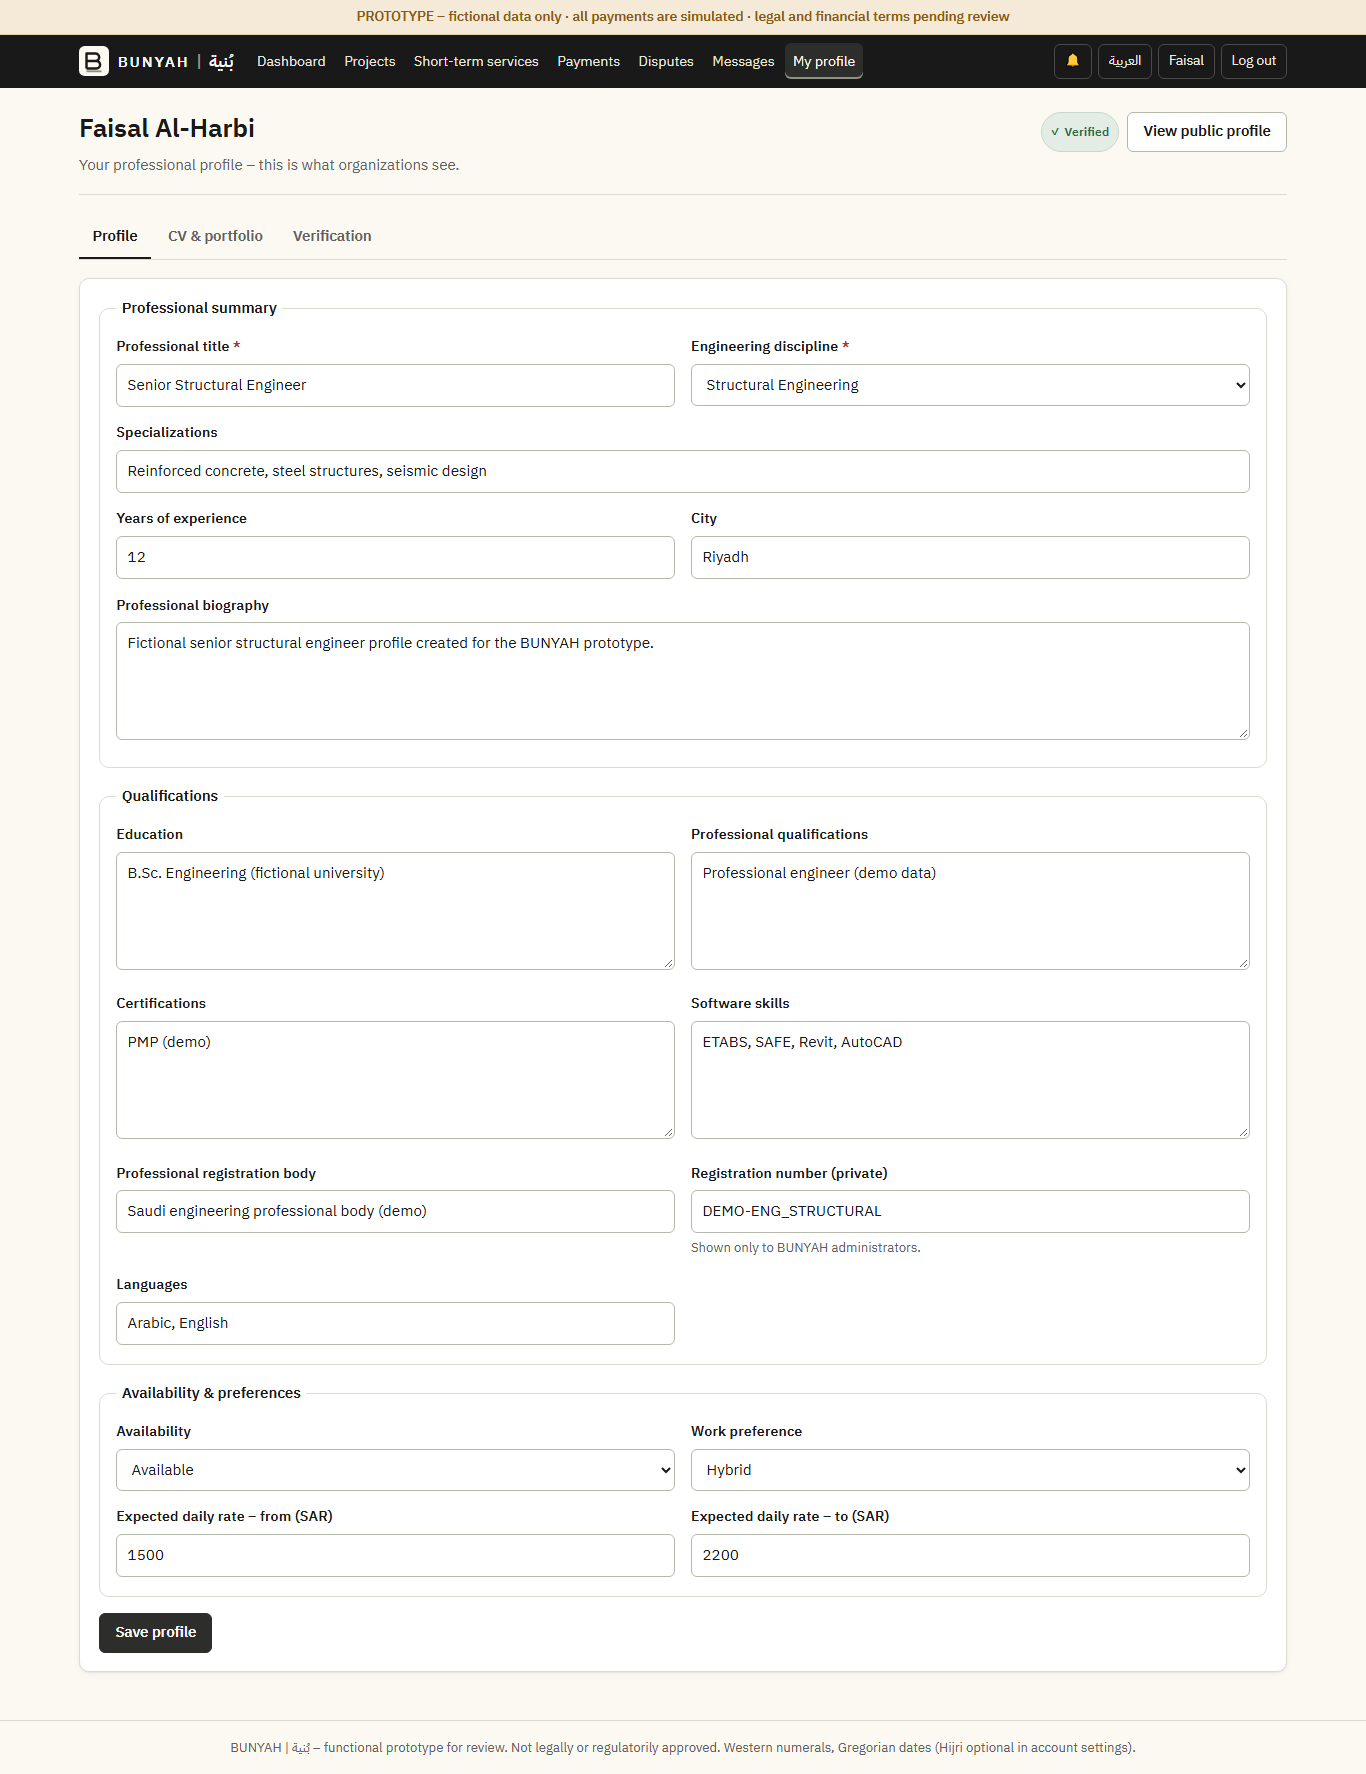 PROTOTYPE – fictional data only · all payments are simulated · legal and financial terms pending review
B BUNYAH | بُنية Dashboard Projects Short-term services Payments Disputes Messages My profile العربية Faisal Log out
Faisal Al-Harbi
✓ Verified View public profile
Your professional profile – this is what organizations see.
Profile CV & portfolio Verification
Professional summary
Professional title * Engineering discipline *
Senior Structural Engineer Structural Engineering
Specializations
Reinforced concrete, steel structures, seismic design
Years of experience City
12 Riyadh
Professional biography
Fictional senior structural engineer profile created for the BUNYAH prototype.
Qualifications
Education Professional qualifications
B.Sc. Engineering (fictional university) Professional engineer (demo data)
Certifications Software skills
PMP (demo) ETABS, SAFE, Revit, AutoCAD
Professional registration body Registration number (private)
Saudi engineering professional body (demo) DEMO-ENG_STRUCTURAL
Shown only to BUNYAH administrators.
Languages
Arabic, English
Availability & preferences
Availability Work preference
Available Hybrid
Expected daily rate – from (SAR) Expected daily rate – to (SAR)
1500 2200
Save profile
BUNYAH | بُنية – functional prototype for review. Not legally or regulatorily approved. Western numerals, Gregorian dates (Hijri optional in account settings).